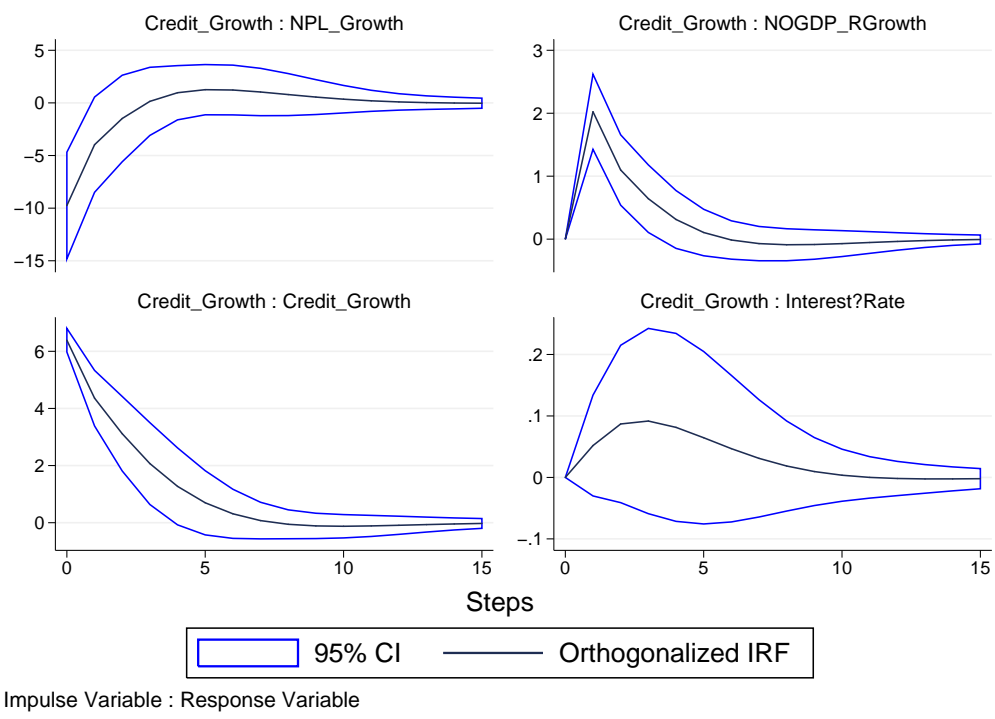 Credit_Growth : NPL_Growth
5
0
−5
−10
−15
Credit_Growth : NOGDP_RGrowth
3
2
1
0
Credit_Growth : Credit_Growth
6
4
2
0
0 5 10 15
Credit_Growth : Interest?Rate
.2
.1
0
−.1
0 5 10 15
Steps
95% CI Orthogonalized IRF
Impulse Variable : Response Variable